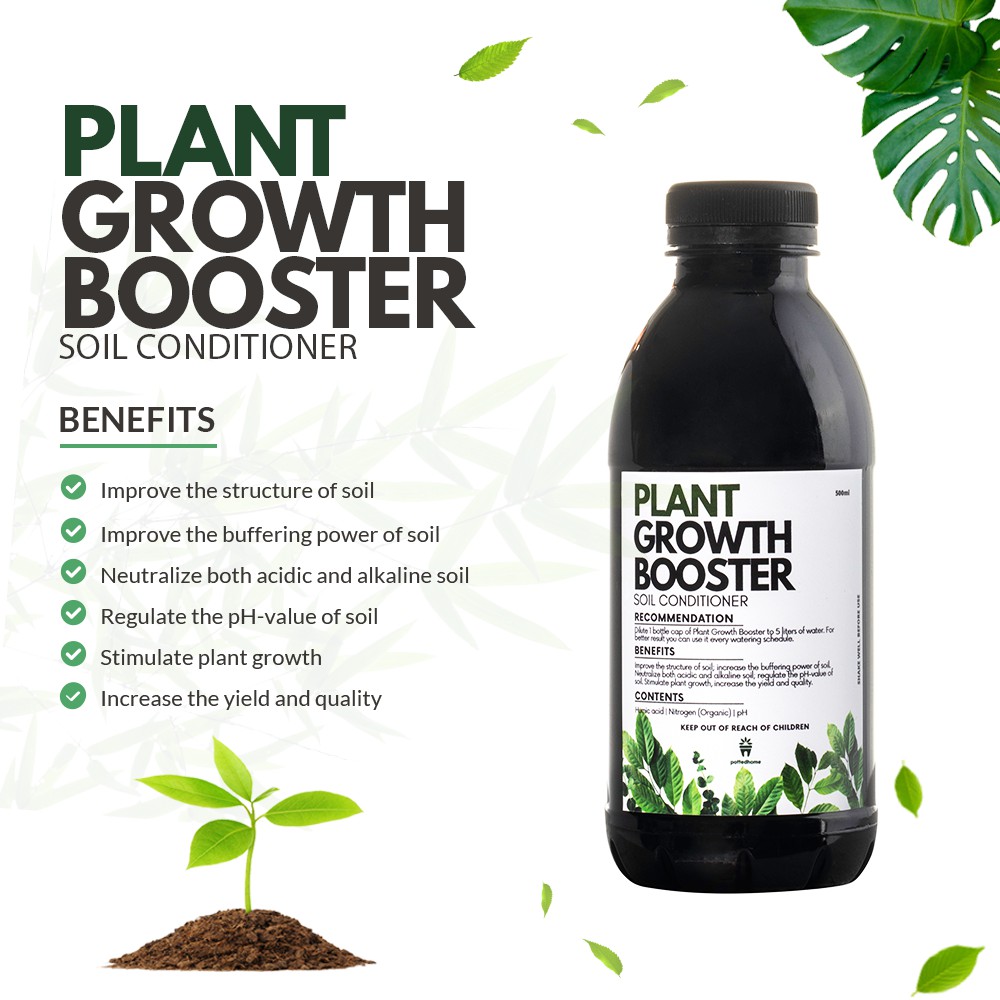 PLANT
GROWTH
BOOSTER
SOIL CONDITIONER
BENEFITS
Improve the structure of soil
Improve the buffering power of soil
Neutralize both acidic and alkaline soil
Regulate the pH-value of soil
Stimulate plant growth
Increase the yield and quality
PLANT
500ml
GROWTH
BOOSTER
SOIL CONDITIONER
RECOMMENDATION
Dilute 1 bottle cap of Plant Growth Booster to 5 liters of water. For
better result you can use it every watering schedule.
BENEFITS
Improve the structure of soil; increase the buffering power of soil.
Neutralize both acidic and alkaline soil; regulate the pH-value of
soil. Stimulate plant growth, increase the yield and quality.
CONTENTS
Humic acid | Nitrogen (Organic) | pH
KEEP OUT OF REACH OF CHILDREN
pottedhome
SHAKE WELL BEFORE USE